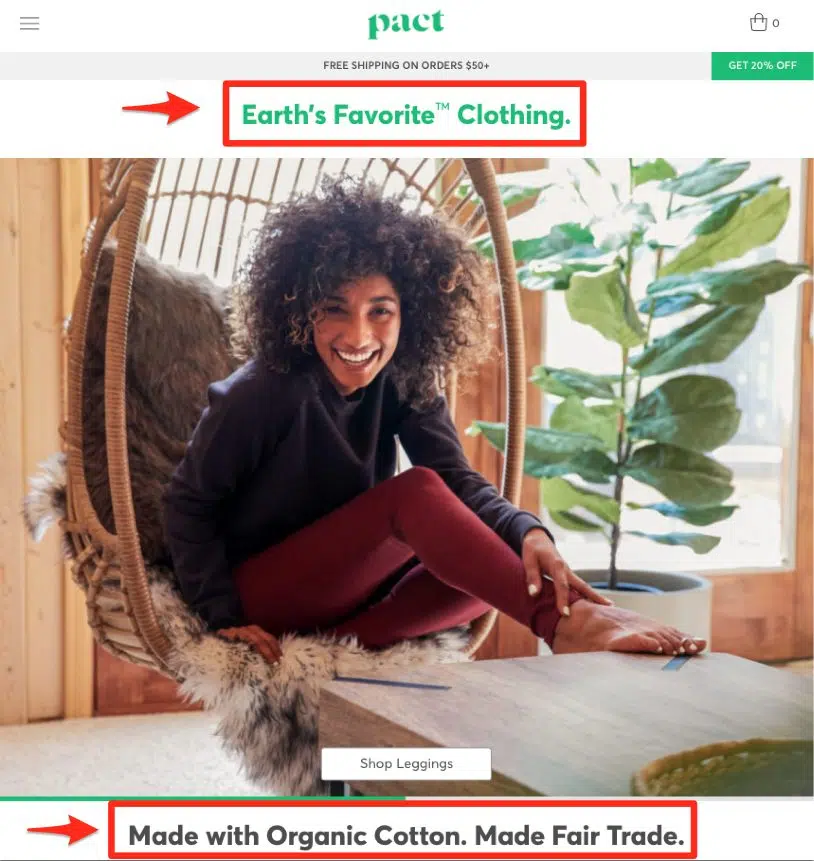 pact
0
FREE SHIPPING ON ORDERS $50+
GET 20% OFF
Earth's Favorite™ Clothing.
Shop Leggings
Made with Organic Cotton. Made Fair Trade.